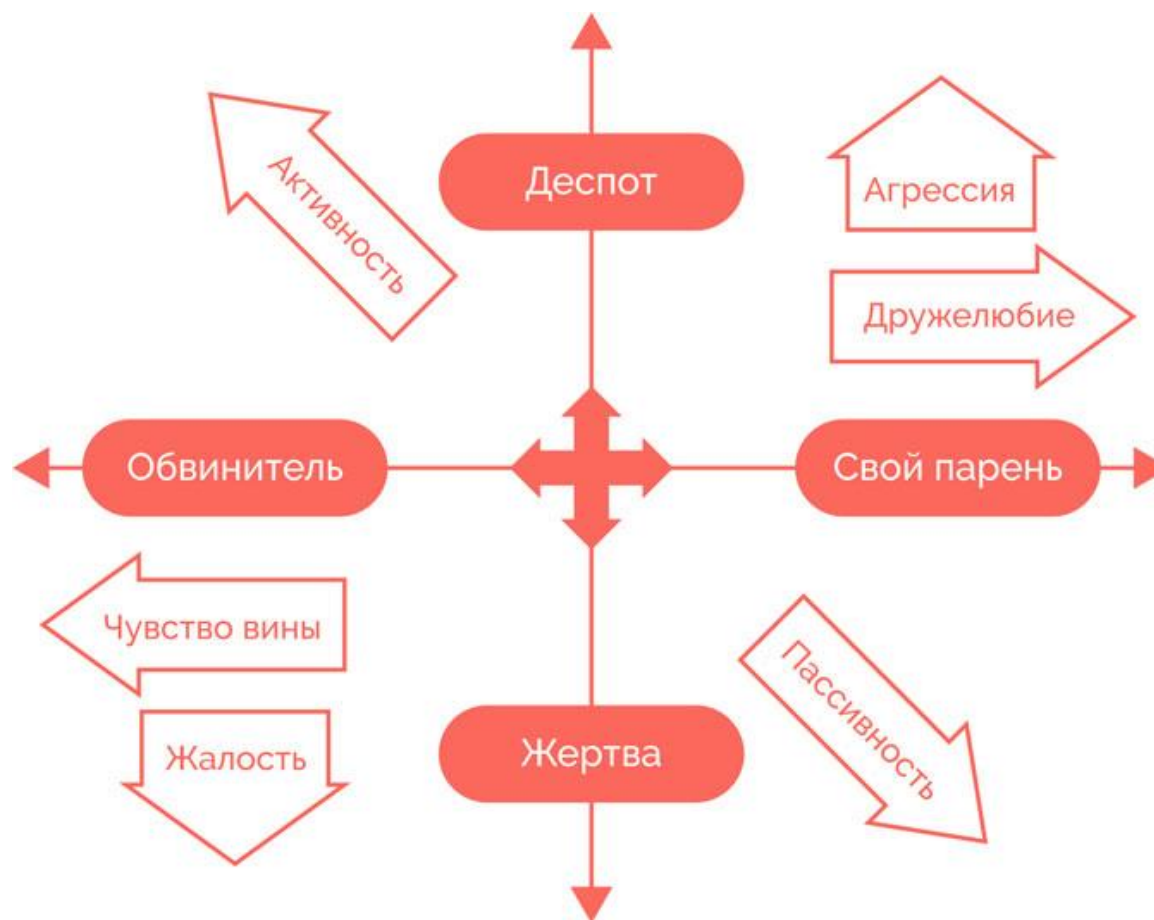 Деспот
Активность
Агрессия
Дружелюбие
Обвинитель
Свой парень
Чувство вины
Жалость
Жертва
Пассивность